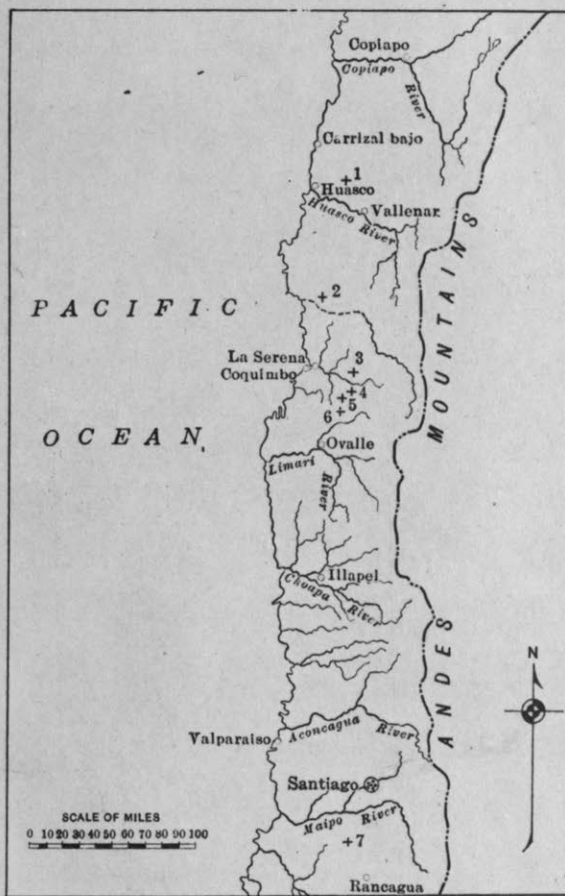 Copiapo
Copiapo River
Carrizal bajo
1
Huasco
Huasco River
Vallenar
2
PACIFIC
OCEAN
La Serena
Coquimbo
3
4
5
6
Ovalle
Limari River
Illapel
Choapa River
ANDES MOUNTAINS
N
Valparaiso
Aconcagua River
Santiago
SCALE OF MILES
0 10 20 30 40 50 60 70 80 90 100
Maipo River
7
Rancagua